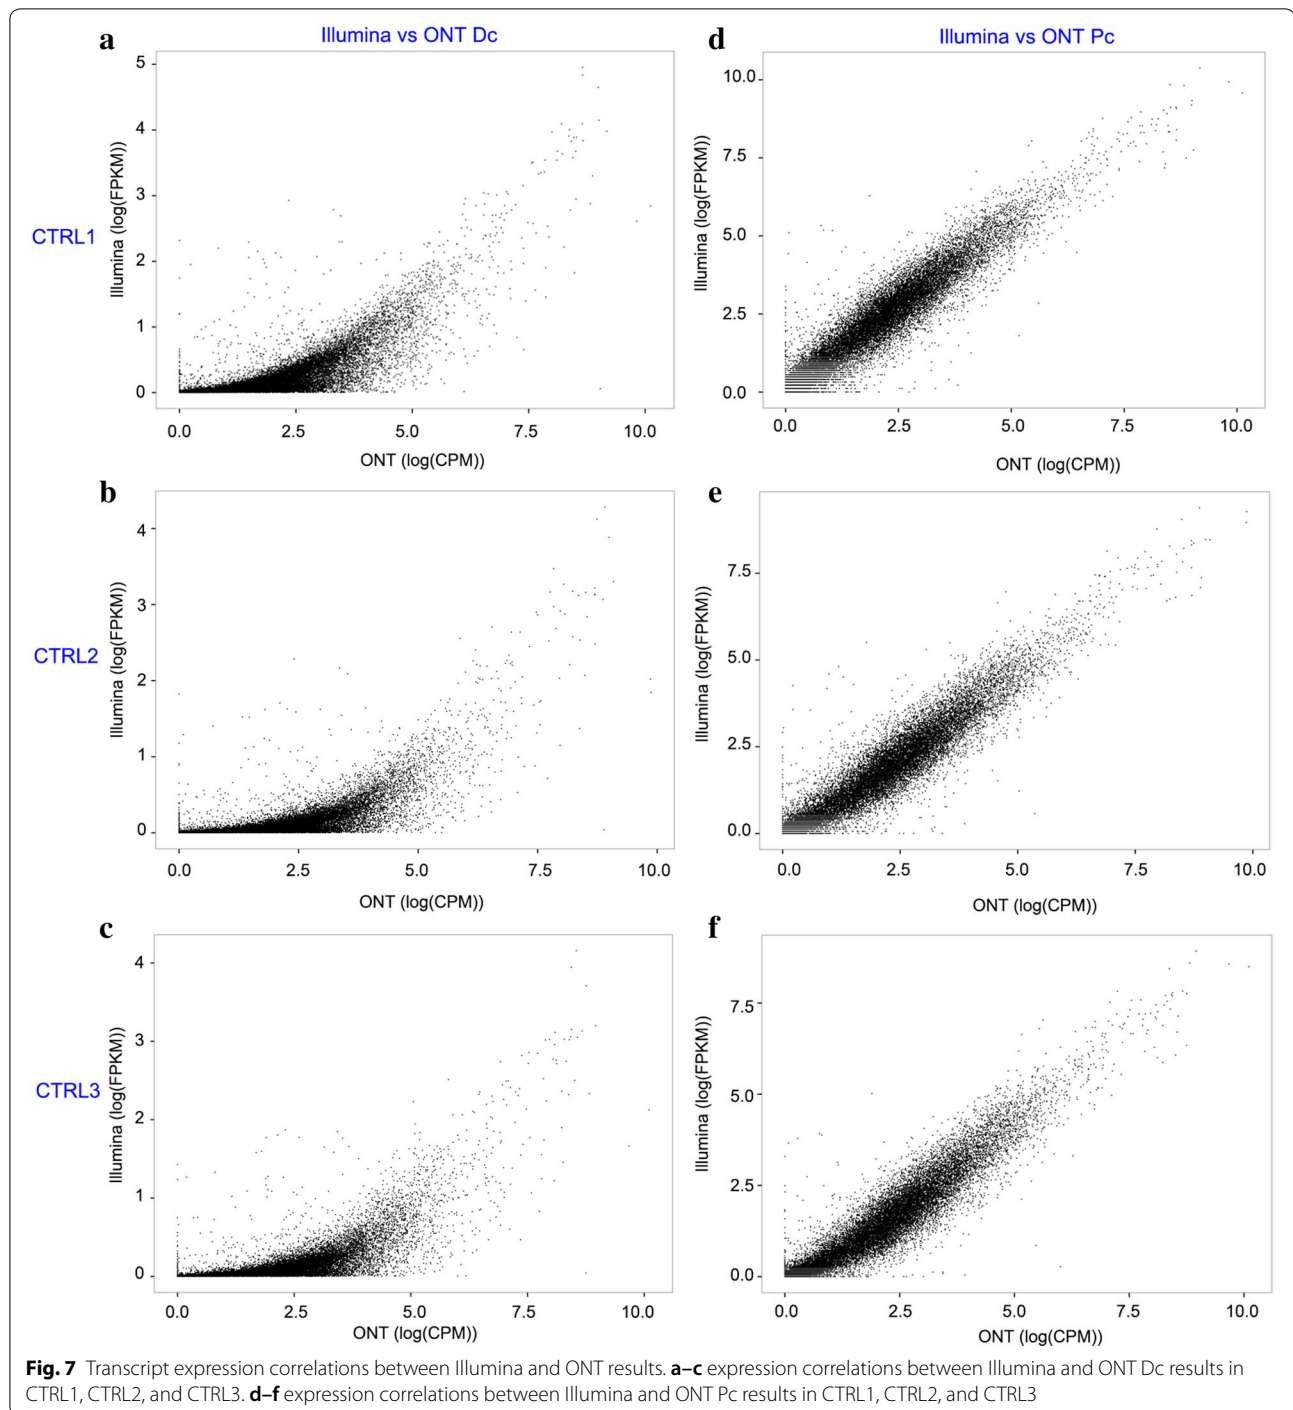 a
Illumina vs ONT Dc
d
Illumina vs ONT Pc
CTRL1
Illumina (log(FPKM))
5
4
3
2
1
0
0.0 2.5 5.0 7.5 10.0
ONT (log(CPM))
Illumina (log(FPKM))
10.0
7.5
5.0
2.5
0.0
0.0 2.5 5.0 7.5 10.0
ONT (log(CPM))
b
e
CTRL2
Illumina (log(FPKM))
4
3
2
1
0
0.0 2.5 5.0 7.5 10.0
ONT (log(CPM))
Illumina (log(FPKM))
7.5
5.0
2.5
0.0
0.0 2.5 5.0 7.5 10.0
ONT (log(CPM))
c
f
CTRL3
Illumina (log(FPKM))
4
3
2
1
0
0.0 2.5 5.0 7.5 10.0
ONT (log(CPM))
Illumina (log(FPKM))
7.5
5.0
2.5
0.0
0.0 2.5 5.0 7.5 10.0
ONT (log(CPM))
Fig. 7 Transcript expression correlations between Illumina and ONT results. a–c expression correlations between Illumina and ONT Dc results in
CTRL1, CTRL2, and CTRL3. d–f expression correlations between Illumina and ONT Pc results in CTRL1, CTRL2, and CTRL3